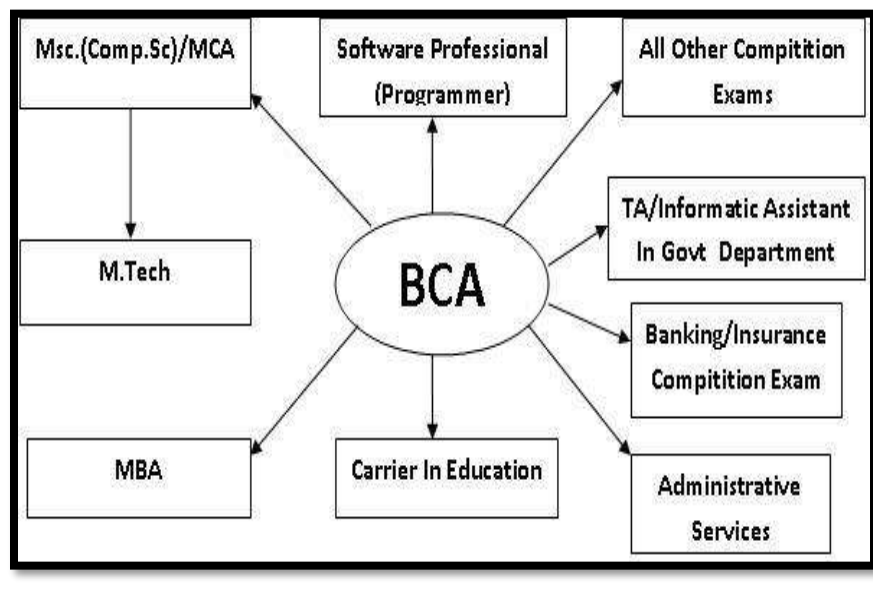 Msc.(Comp.Sc)/MCA
Software Professional
(Programmer)
All Other Compitition
Exams
TA/Informatic Assistant
In Govt Department
M.Tech
BCA
Banking/Insurance
Compitition Exam
MBA
Carrier In Education
Administrative
Services